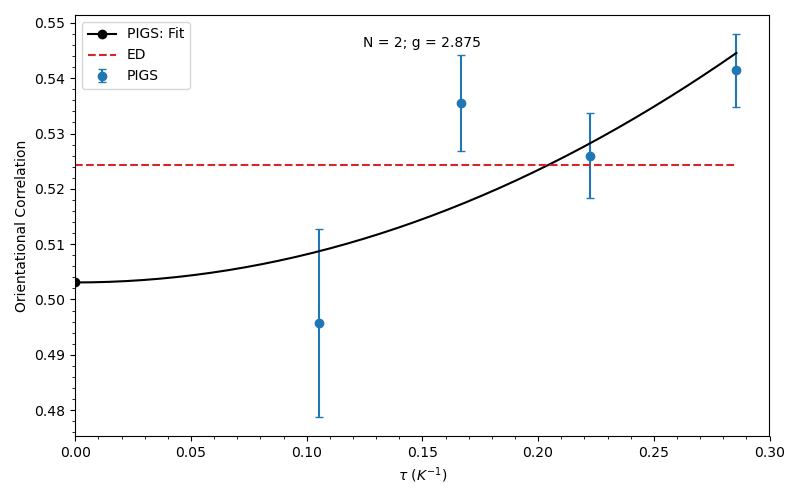 PIGS: Fit
ED
PIGS
N = 2; g = 2.875
Orientational Correlation
0.55
0.54
0.53
0.52
0.51
0.50
0.49
0.48
0.00
0.05
0.10
0.15
0.20
0.25
0.30
τ (K⁻¹)